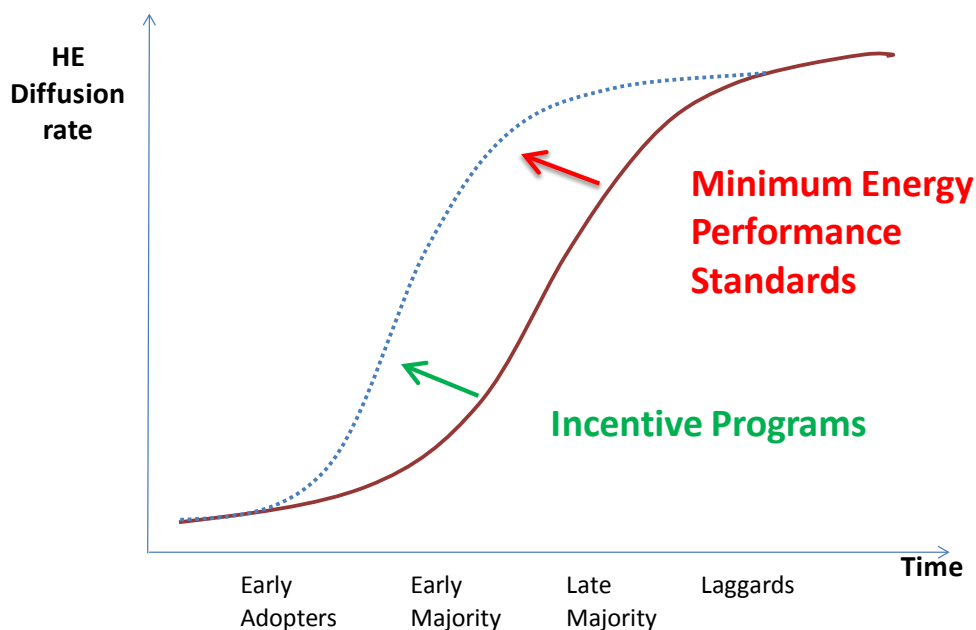 HE
Diffusion
rate
Minimum Energy
Performance
Standards
Incentive Programs
Time
Early
Adopters
Early
Majority
Late
Majority
Laggards